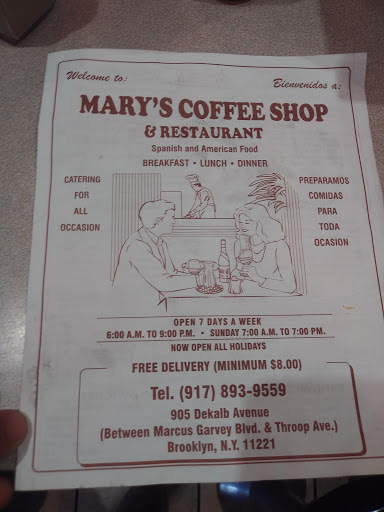 Welcome to:
Bienvenidos a:
MARY'S COFFEE SHOP
& RESTAURANT
Spanish and American Food
BREAKFAST • LUNCH • DINNER
CATERING
FOR
ALL
OCCASION
PREPARAMOS
COMIDAS
PARA
TODA
OCASION
OPEN 7 DAYS A WEEK
6:00 A.M. TO 9:00 P.M. • SUNDAY 7:00 A.M. TO 7:00 P.M.
NOW OPEN ALL HOLIDAYS
FREE DELIVERY (MINIMUM $8.00)
Tel. (917) 893-9559
905 Dekalb Avenue
(Between Marcus Garvey Blvd. & Throop Ave.)
Brooklyn, N.Y. 11221